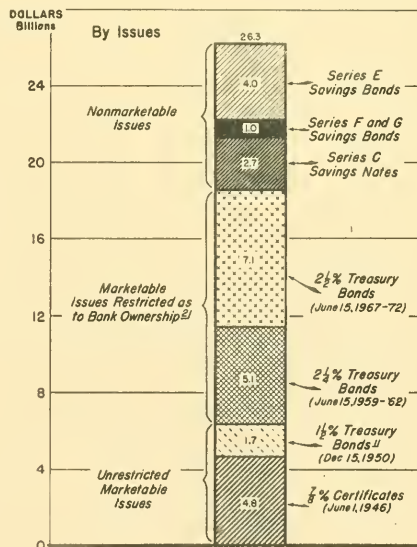 DOLLARS
Billions
By Issues
26.3
24
20
16
12
8
4
0
Nonmarketable
Issues
Marketable
Issues Restricted as
to Bank Ownership 2/
Unrestricted
Marketable
Issues
4.0
1.0
2.7
7.1
5.1
1.7
4.8
Series E
Savings Bonds
Series F and G
Savings Bonds
Series C
Savings Notes
2½% Treasury
Bonds
(June 15, 1967-72)
2¼% Treasury
Bonds
(June 15, 1959-'62)
1½% Treasury
Bonds 1/
(Dec 15, 1950)
⅞% Certificates
(June 1, 1946)